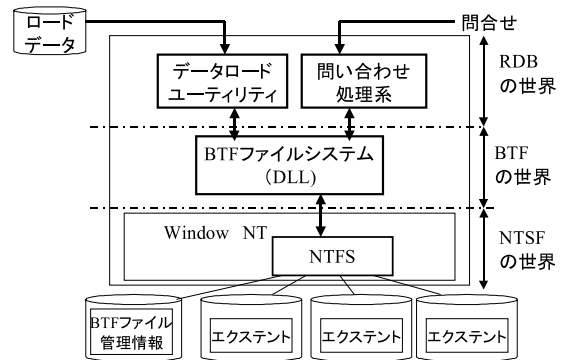 ロード
データ
問合せ
データロード
ユーティリティ
問い合わせ
処理系
RDB
の世界
BTFファイルシステム
（DLL)
BTF
の世界
Window NT
NTFS
NTSF
の世界
BTFファイル
管理情報
エクステント
エクステント
エクステント